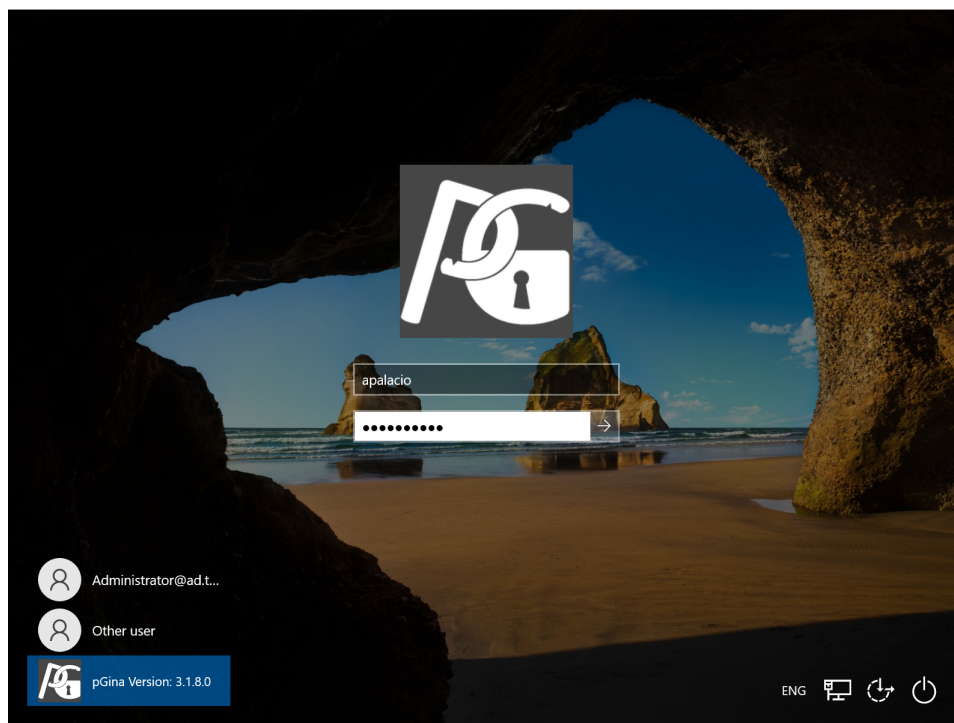 apalacio
Administrator@ad.t...
Other user
pGina Version: 3.1.8.0
ENG